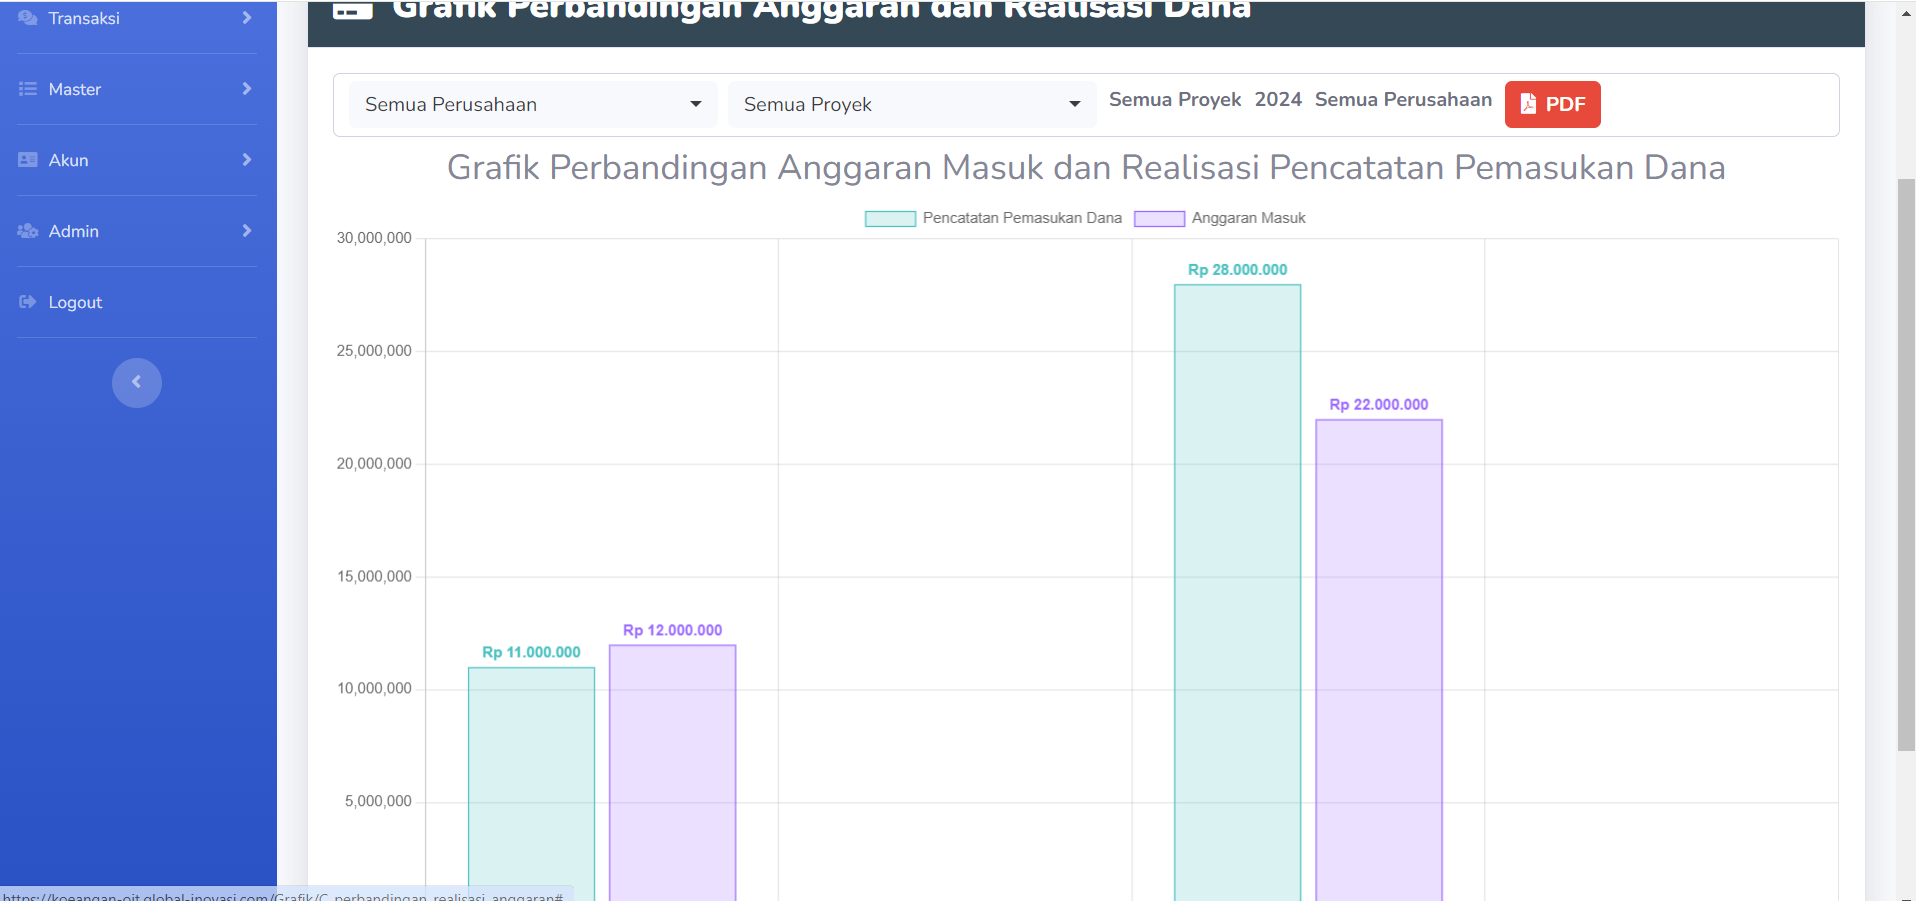 Transaksi
Master
Akun
Admin
Logout
Grafik Perbandingan Anggaran dan Realisasi Dana
Semua Perusahaan
Semua Proyek
Semua Proyek 2024 Semua Perusahaan
PDF
Grafik Perbandingan Anggaran Masuk dan Realisasi Pencatatan Pemasukan Dana
Pencatatan Pemasukan Dana
Anggaran Masuk
30,000,000
25,000,000
20,000,000
15,000,000
10,000,000
5,000,000
Rp 11.000.000
Rp 12.000.000
Rp 28.000.000
Rp 22.000.000
https://koeangan-oit.global-inovasi.com/Grafik/C_perbandingan_realisasi_anggaran#